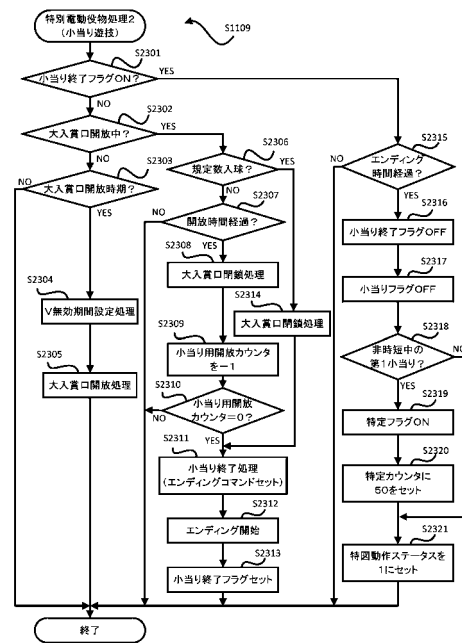 特別電動役物処理2
(小当り遊技)
S1109
S2301
小当り終了フラグON?
YES
NO
S2302
大入賞口開放中?
YES
NO
S2303
大入賞口開放時期?
NO
YES
S2304
V無効期間設定処理
S2305
大入賞口開放処理
S2306
規定数入球?
YES
NO
S2307
開放時間経過?
NO
YES
S2308
大入賞口閉鎖処理
S2314
大入賞口閉鎖処理
S2309
小当り用開放カウンタ
を-1
S2310
小当り用開放
カウンタ=0?
NO
YES
S2311
小当り終了処理
(エンディングコマンドセット)
S2312
エンディング開始
S2313
小当り終了フラグセット
S2315
エンディング
時間経過?
NO
YES
S2316
小当り終了フラグOFF
S2317
小当りフラグOFF
S2318
非時短中の
第1小当り?
NO
YES
S2319
特定フラグON
S2320
特定カウンタに
50をセット
S2321
特図動作ステータスを
1にセット
終了